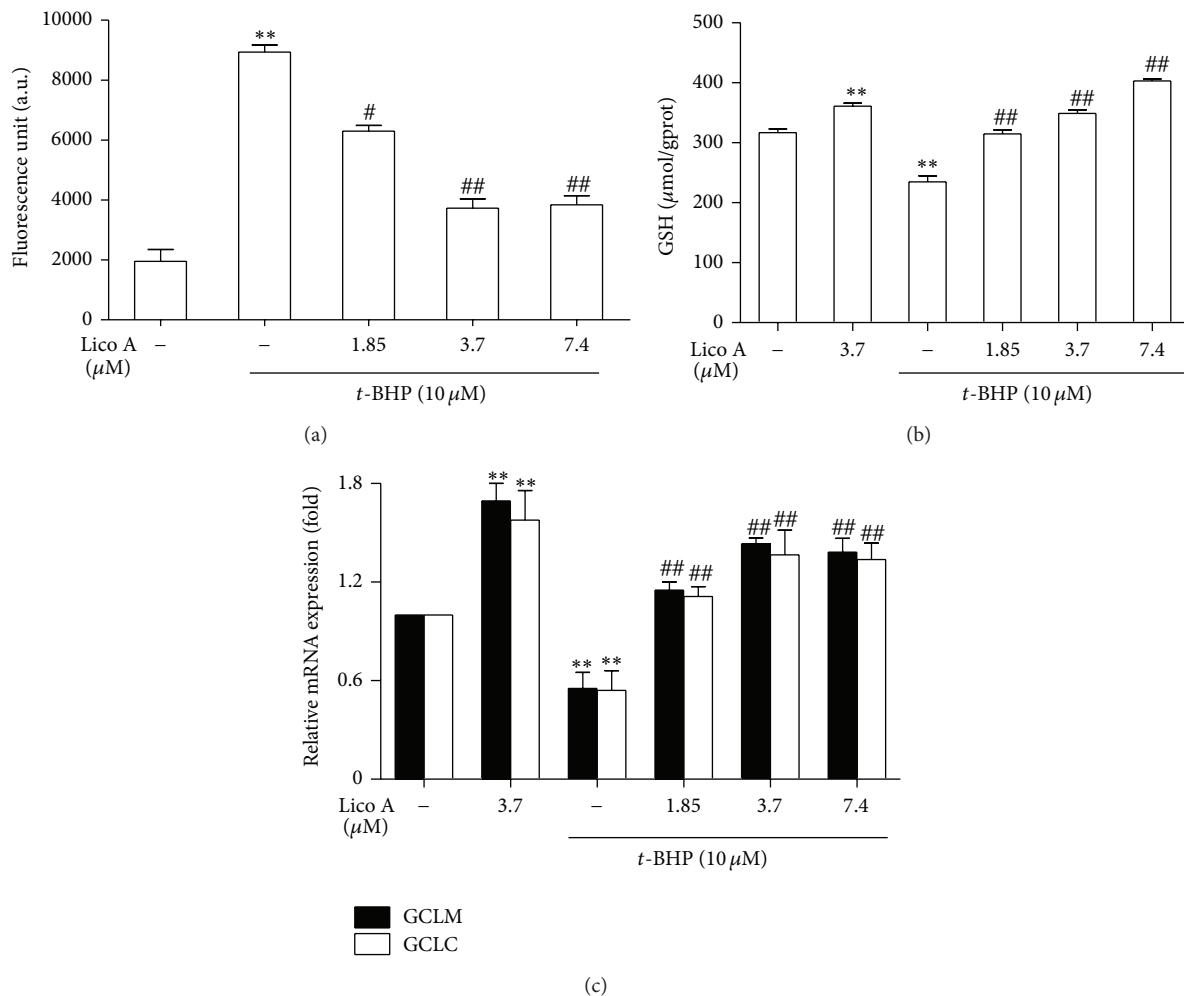 10000
8000
6000
4000
2000
0
Fluorescence unit (a.u.)
**
#
##
##
Lico A
(μM)
– – 1.85 3.7 7.4
t-BHP (10 μM)
(a)
500
400
300
200
100
0
GSH (μmol/gprot)
**
**
##
##
##
Lico A
(μM)
– 3.7 – 1.85 3.7 7.4
t-BHP (10 μM)
(b)
1.8
1.2
0.6
0
Relative mRNA expression (fold)
** **
** **
## ##
## ##
## ##
Lico A
(μM)
– 3.7 – 1.85 3.7 7.4
t-BHP (10 μM)
GCLM
GCLC
(c)